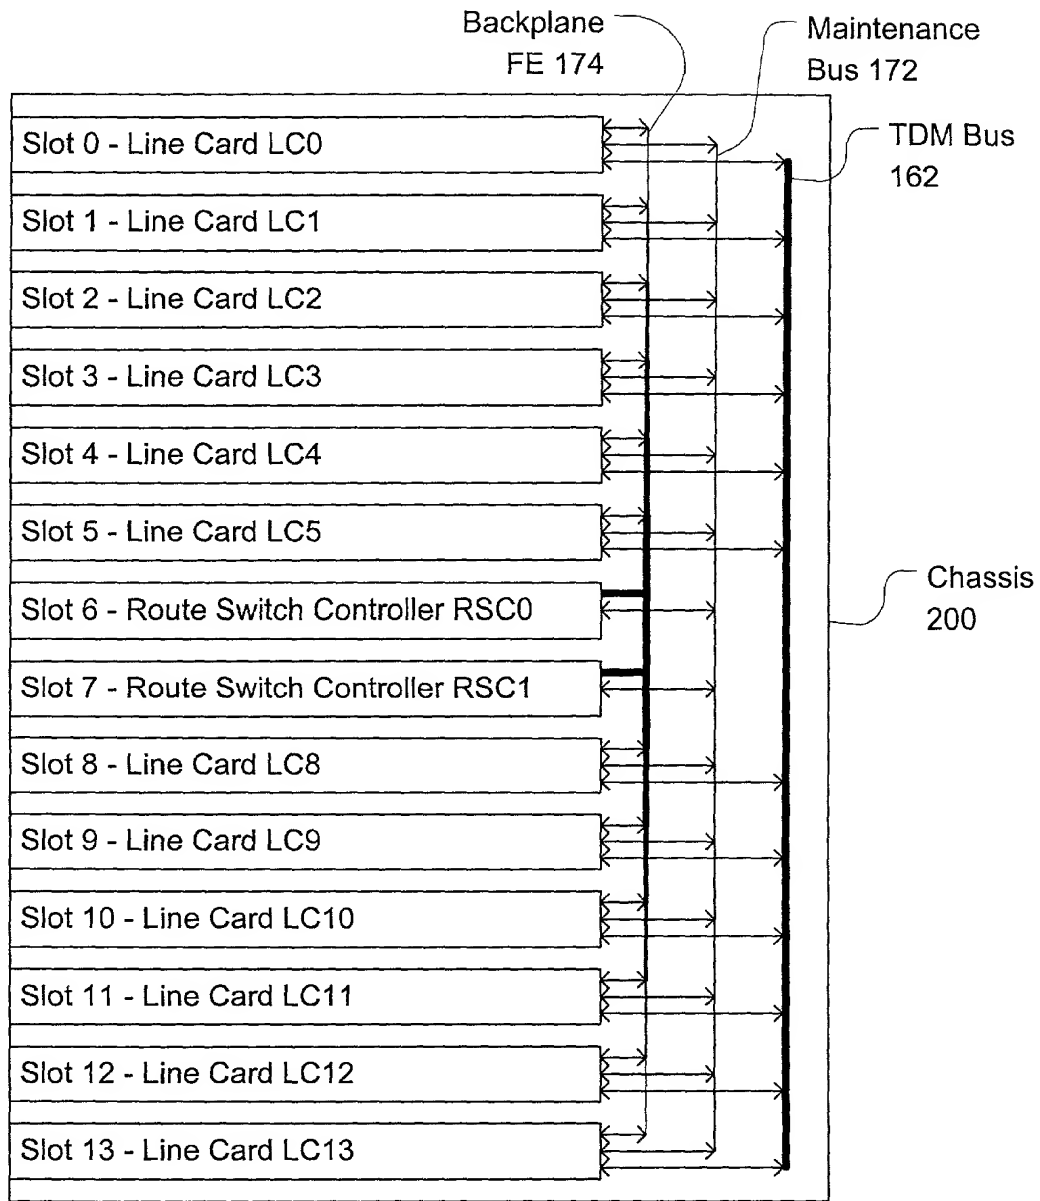 Backplane
FE 174
Maintenance
Bus 172
TDM Bus
162
Slot 0 - Line Card LC0
Slot 1 - Line Card LC1
Slot 2 - Line Card LC2
Slot 3 - Line Card LC3
Slot 4 - Line Card LC4
Slot 5 - Line Card LC5
Slot 6 - Route Switch Controller RSC0
Slot 7 - Route Switch Controller RSC1
Slot 8 - Line Card LC8
Slot 9 - Line Card LC9
Slot 10 - Line Card LC10
Slot 11 - Line Card LC11
Slot 12 - Line Card LC12
Slot 13 - Line Card LC13
Chassis
200